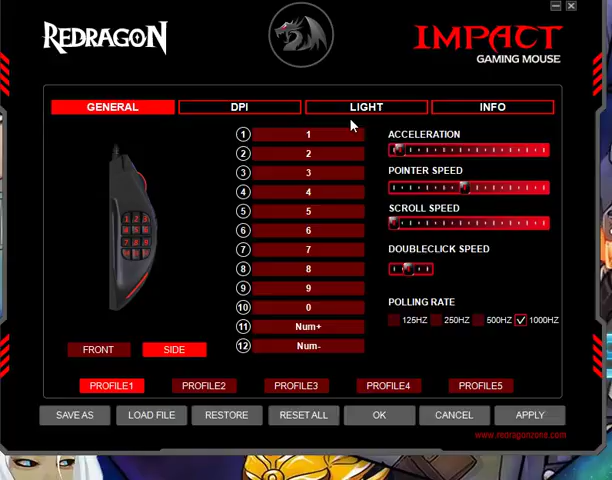 REDRAGON
IMPACT
GAMING MOUSE
GENERAL
DPI
LIGHT
INFO
1 1
2 2
3 3
4 4
5 5
6 6
7 7
8 8
9 9
10 0
11 Num+
12 Num-
ACCELERATION
POINTER SPEED
SCROLL SPEED
DOUBLECLICK SPEED
POLLING RATE
125HZ 250HZ 500HZ 1000HZ
FRONT
SIDE
PROFILE1
PROFILE2
PROFILE3
PROFILE4
PROFILE5
SAVE AS
LOAD FILE
RESTORE
RESET ALL
OK
CANCEL
APPLY
www.redragonzone.com